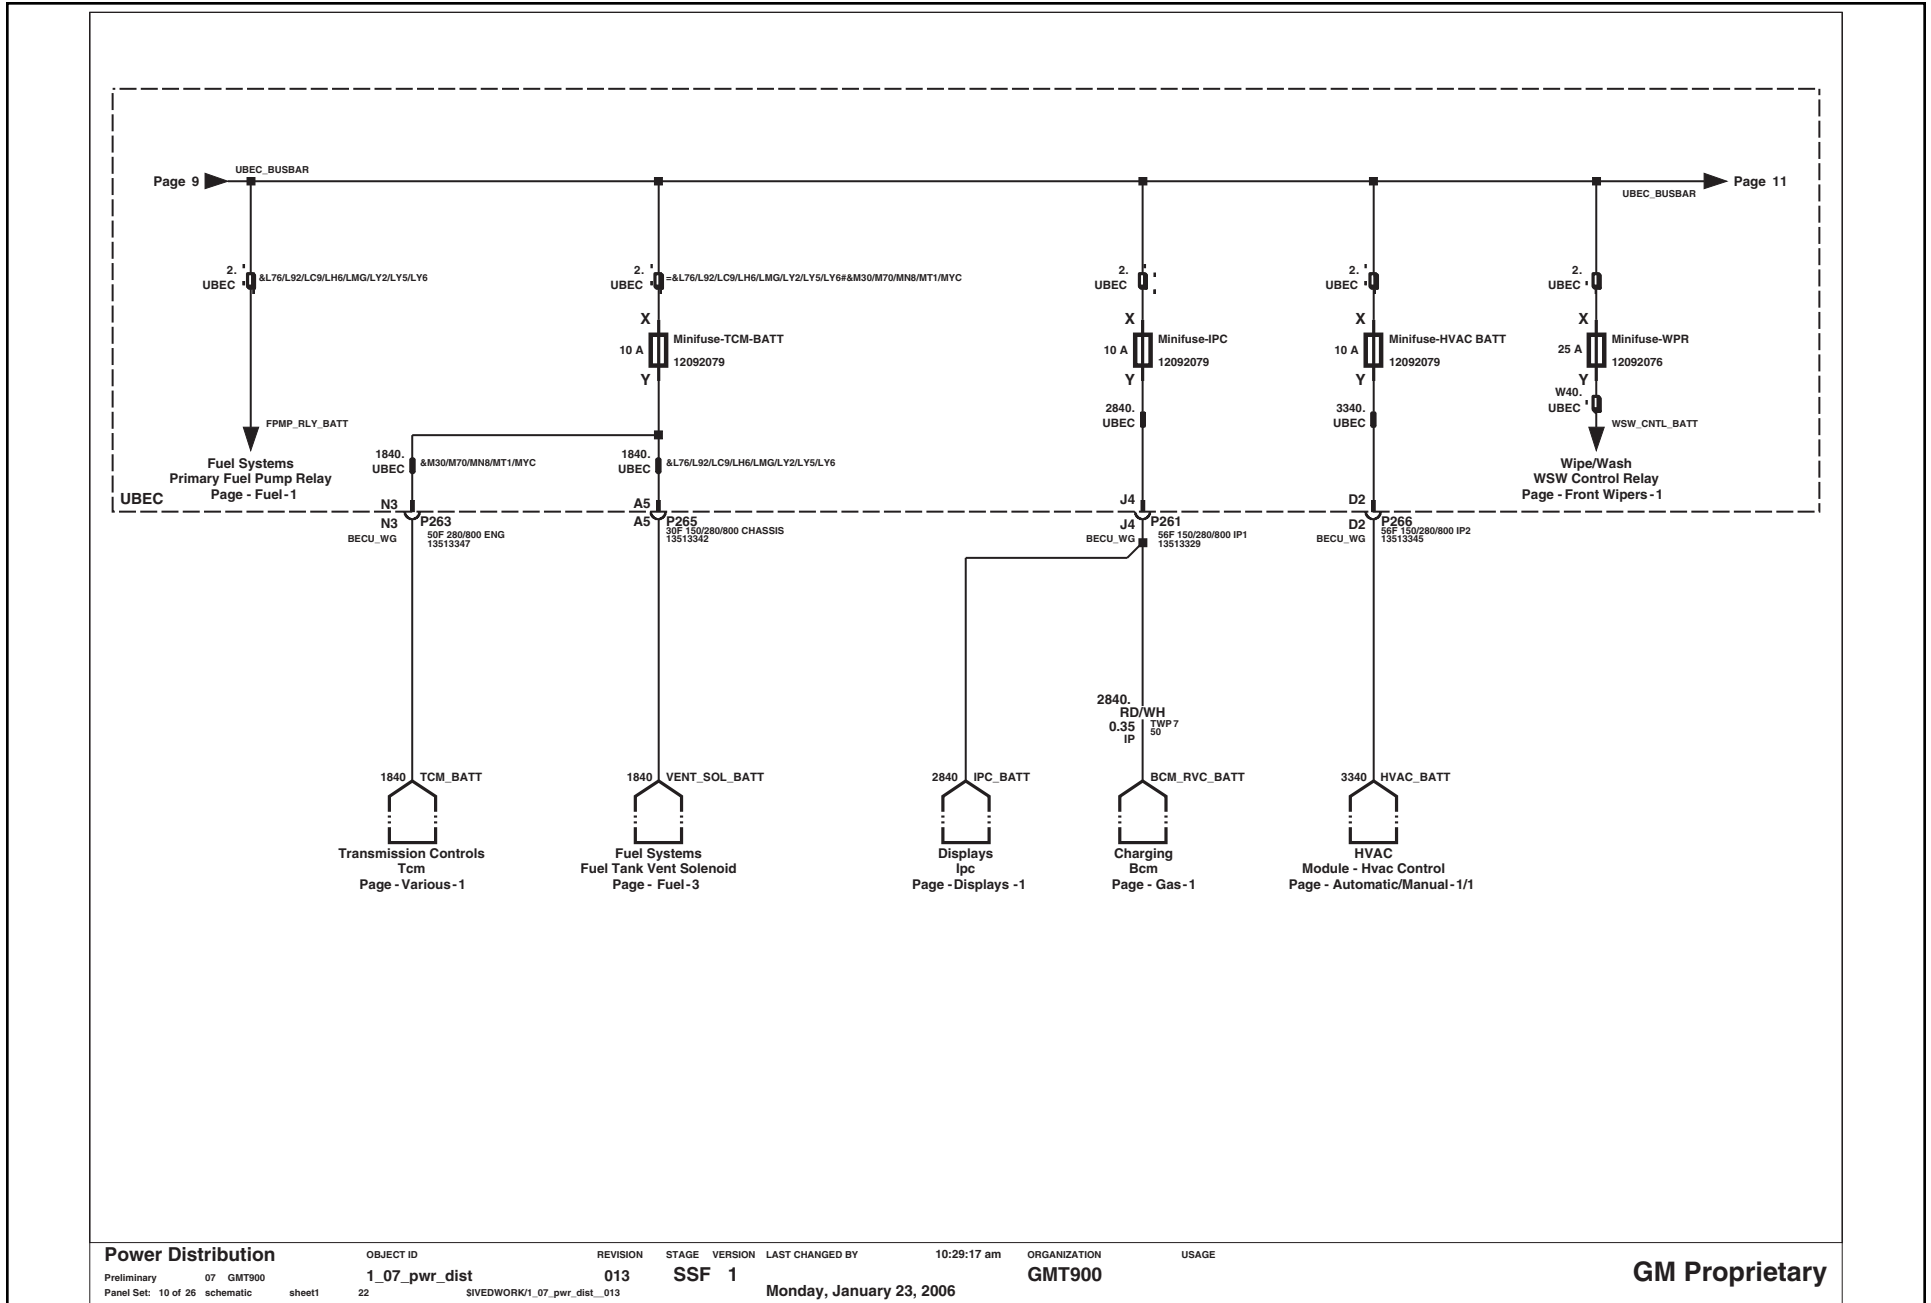 UBEC_BUSBAR
Page 9
Page 11
UBEC_BUSBAR
2.
UBEC
&L76/L92/LC9/LH6/LMG/LY2/LY5/LY6
2.
UBEC
=&L76/L92/LC9/LH6/LMG/LY2/LY5/LY6#&M30/M70/MN8/MT1/MYC
2.
UBEC
2.
UBEC
2.
UBEC
X
10 A
Minifuse-TCM-BATT
12092079
Y
X
10 A
Minifuse-IPC
12092079
Y
X
10 A
Minifuse-HVAC BATT
12092079
Y
X
25 A
Minifuse-WPR
12092076
Y
W40.
UBEC
WSW_CNTL_BATT
2840.
UBEC
3340.
UBEC
FPMP_RLY_BATT
Fuel Systems
Primary Fuel Pump Relay
Page - Fuel-1
1840.
UBEC
&M30/M70/MN8/MT1/MYC
1840.
UBEC
&L76/L92/LC9/LH6/LMG/LY2/LY5/LY6
Wipe/Wash
WSW Control Relay
Page - Front Wipers-1
UBEC
N3
A5
J4
D2
N3
BECU_WG
P263
50F 280/800 ENG
13513347
A5
P265
30F 150/280/800 CHASSIS
13513342
J4
BECU_WG
P261
56F 150/280/800 IP1
13513329
D2
BECU_WG
P266
56F 150/280/800 IP2
13513345
2840.
RD/WH
0.35
IP
TWP7
50
1840 TCM_BATT
1840 VENT_SOL_BATT
2840 IPC_BATT
BCM_RVC_BATT
3340 HVAC_BATT
Transmission Controls
Tcm
Page - Various-1
Fuel Systems
Fuel Tank Vent Solenoid
Page - Fuel-3
Displays
Ipc
Page - Displays -1
Charging
Bcm
Page - Gas-1
HVAC
Module - Hvac Control
Page - Automatic/Manual-1/1
Power Distribution
Preliminary 07 GMT900
Panel Set: 10 of 26 schematic sheet1 22
OBJECT ID
1_07_pwr_dist
$IVEDWORK/1_07_pwr_dist__013
REVISION
013
STAGE
SSF
VERSION
1
LAST CHANGED BY
10:29:17 am
Monday, January 23, 2006
ORGANIZATION
GMT900
USAGE
GM Proprietary